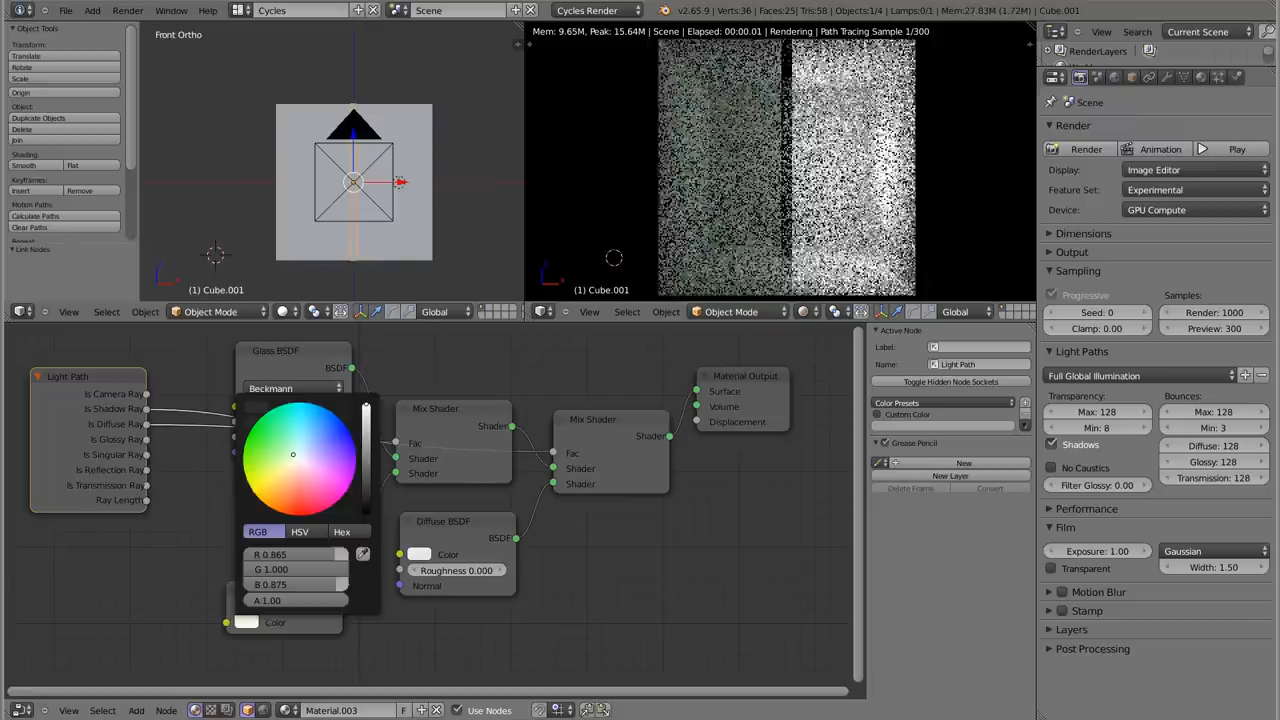 File Add Render Window Help Cycles Scene Cycles Render v2.65.9 | Verts:36 | Faces:25| Tris:58 | Objects:1/4 | Lamps:0/1 | Mem:27.83M (1.72M) | Cube.001
Object Tools
Transform:
Translate
Rotate
Scale
Origin
Object:
Duplicate Objects
Delete
Join
Shading:
Smooth Flat
Keyframes:
Insert Remove
Motion Paths:
Calculate Paths
Clear Paths
Link Nodes
Front Ortho
(1) Cube.001
Mem: 9.65M, Peak: 15.64M | Scene | Elapsed: 00:00.01 | Rendering | Path Tracing Sample 1/300
(1) Cube.001
View Select Object Object Mode Global
View Select Object Object Mode Global
Light Path
Is Camera Ray
Is Shadow Ray
Is Diffuse Ray
Is Glossy Ray
Is Singular Ray
Is Reflection Ray
Is Transmission Ray
Ray Length
Glass BSDF
BSDF
Beckmann
RGB HSV Hex
R 0.865
G 1.000
B 0.875
A 1.00
Color
Mix Shader
Shader
Fac
Shader
Shader
Diffuse BSDF
BSDF
Color
Roughness 0.000
Normal
Mix Shader
Shader
Fac
Shader
Shader
Material Output
Surface
Volume
Displacement
Active Node
Label:
Name: Light Path
Toggle Hidden Node Sockets
Color Presets
Custom Color
Grease Pencil
New
New Layer
Delete Frame Convert
View Select Add Node Material.003 F Use Nodes
View Search Current Scene
RenderLayers
Scene
Render
Render Animation Play
Display: Image Editor
Feature Set: Experimental
Device: GPU Compute
Dimensions
Output
Sampling
Progressive Samples:
Seed: 0 Render: 1000
Clamp: 0.00 Preview: 300
Light Paths
Full Global Illumination
Transparency: Bounces:
Max: 128 Max: 128
Min: 8 Min: 3
Shadows Diffuse: 128
Glossy: 128
No Caustics Transmission: 128
Filter Glossy: 0.00
Performance
Film
Exposure: 1.00 Gaussian
Transparent Width: 1.50
Motion Blur
Stamp
Layers
Post Processing